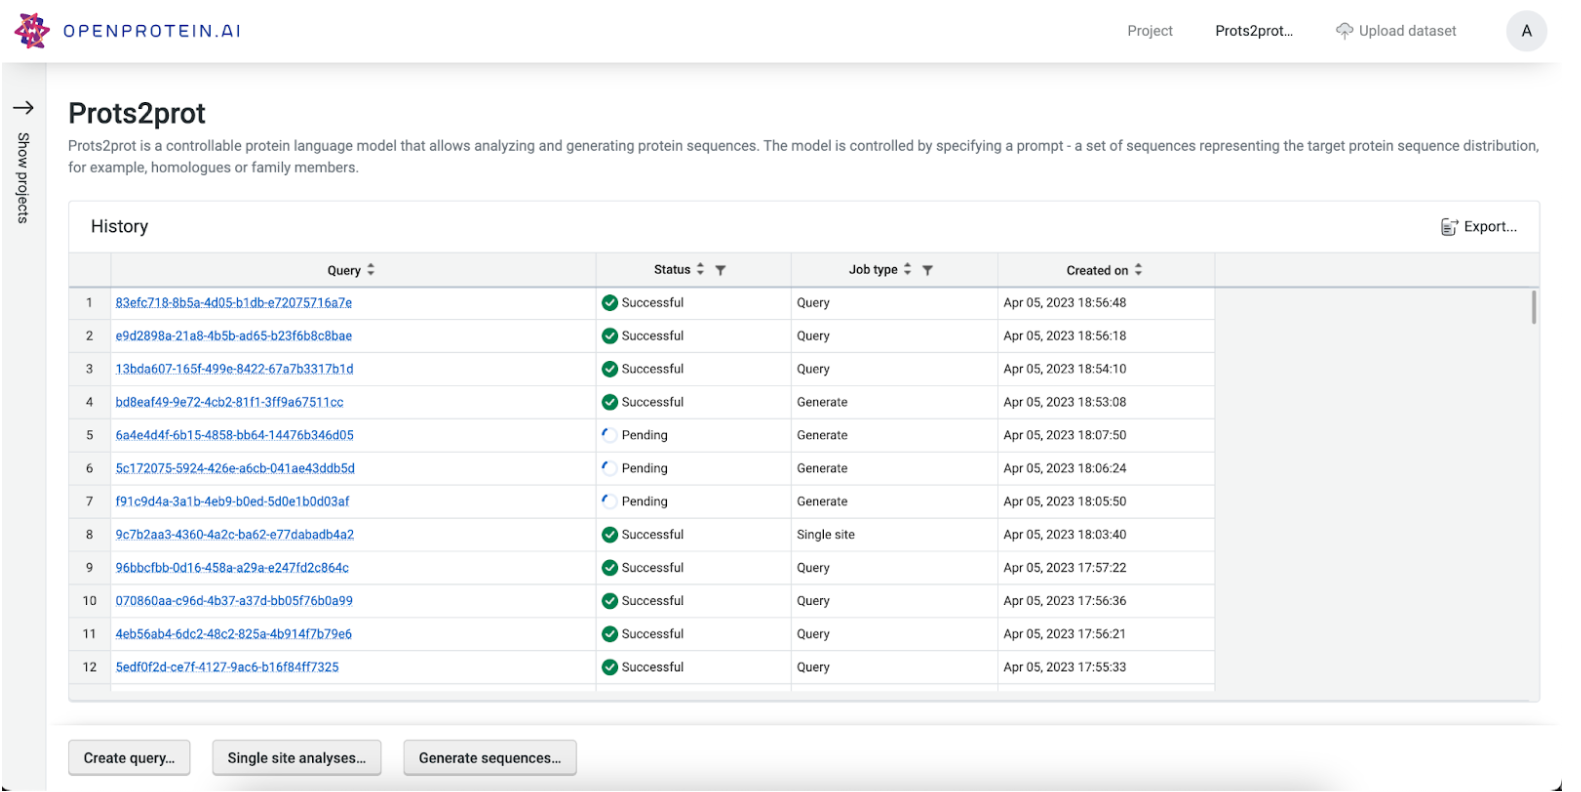 OPENPROTEIN.AI
Project Prots2prot... Upload dataset A
Show projects
Prots2prot
Prots2prot is a controllable protein language model that allows analyzing and generating protein sequences. The model is controlled by specifying a prompt - a set of sequences representing the target protein sequence distribution,
for example, homologues or family members.
History Export...
Query Status Job type Created on
1 83efc718-8b5a-4d05-b1db-e72075716a7e Successful Query Apr 05, 2023 18:56:48
2 e9d2898a-21a8-4b5b-ad65-b23f6b8c8bae Successful Query Apr 05, 2023 18:56:18
3 13bda607-165f-499e-8422-67a7b3317b1d Successful Query Apr 05, 2023 18:54:10
4 bd8eaf49-9e72-4cb2-81f1-3ff9a67511cc Successful Generate Apr 05, 2023 18:53:08
5 6a4e4d4f-6b15-4858-bb64-14476b346d05 Pending Generate Apr 05, 2023 18:07:50
6 5c172075-5924-426e-a6cb-041ae43ddb5d Pending Generate Apr 05, 2023 18:06:24
7 f91c9d4a-3a1b-4eb9-b0ed-5d0e1b0d03af Pending Generate Apr 05, 2023 18:05:50
8 9c7b2aa3-4360-4a2c-ba62-e77dabadb4a2 Successful Single site Apr 05, 2023 18:03:40
9 96bbcfbb-0d16-458a-a29a-e247fd2c864c Successful Query Apr 05, 2023 17:57:22
10 070860aa-c96d-4b37-a37d-bb05f76b0a99 Successful Query Apr 05, 2023 17:56:36
11 4eb56ab4-6dc2-48c2-825a-4b914f7b79e6 Successful Query Apr 05, 2023 17:56:21
12 5edf0f2d-ce7f-4127-9ac6-b16f84ff7325 Successful Query Apr 05, 2023 17:55:33
Create query... Single site analyses... Generate sequences...